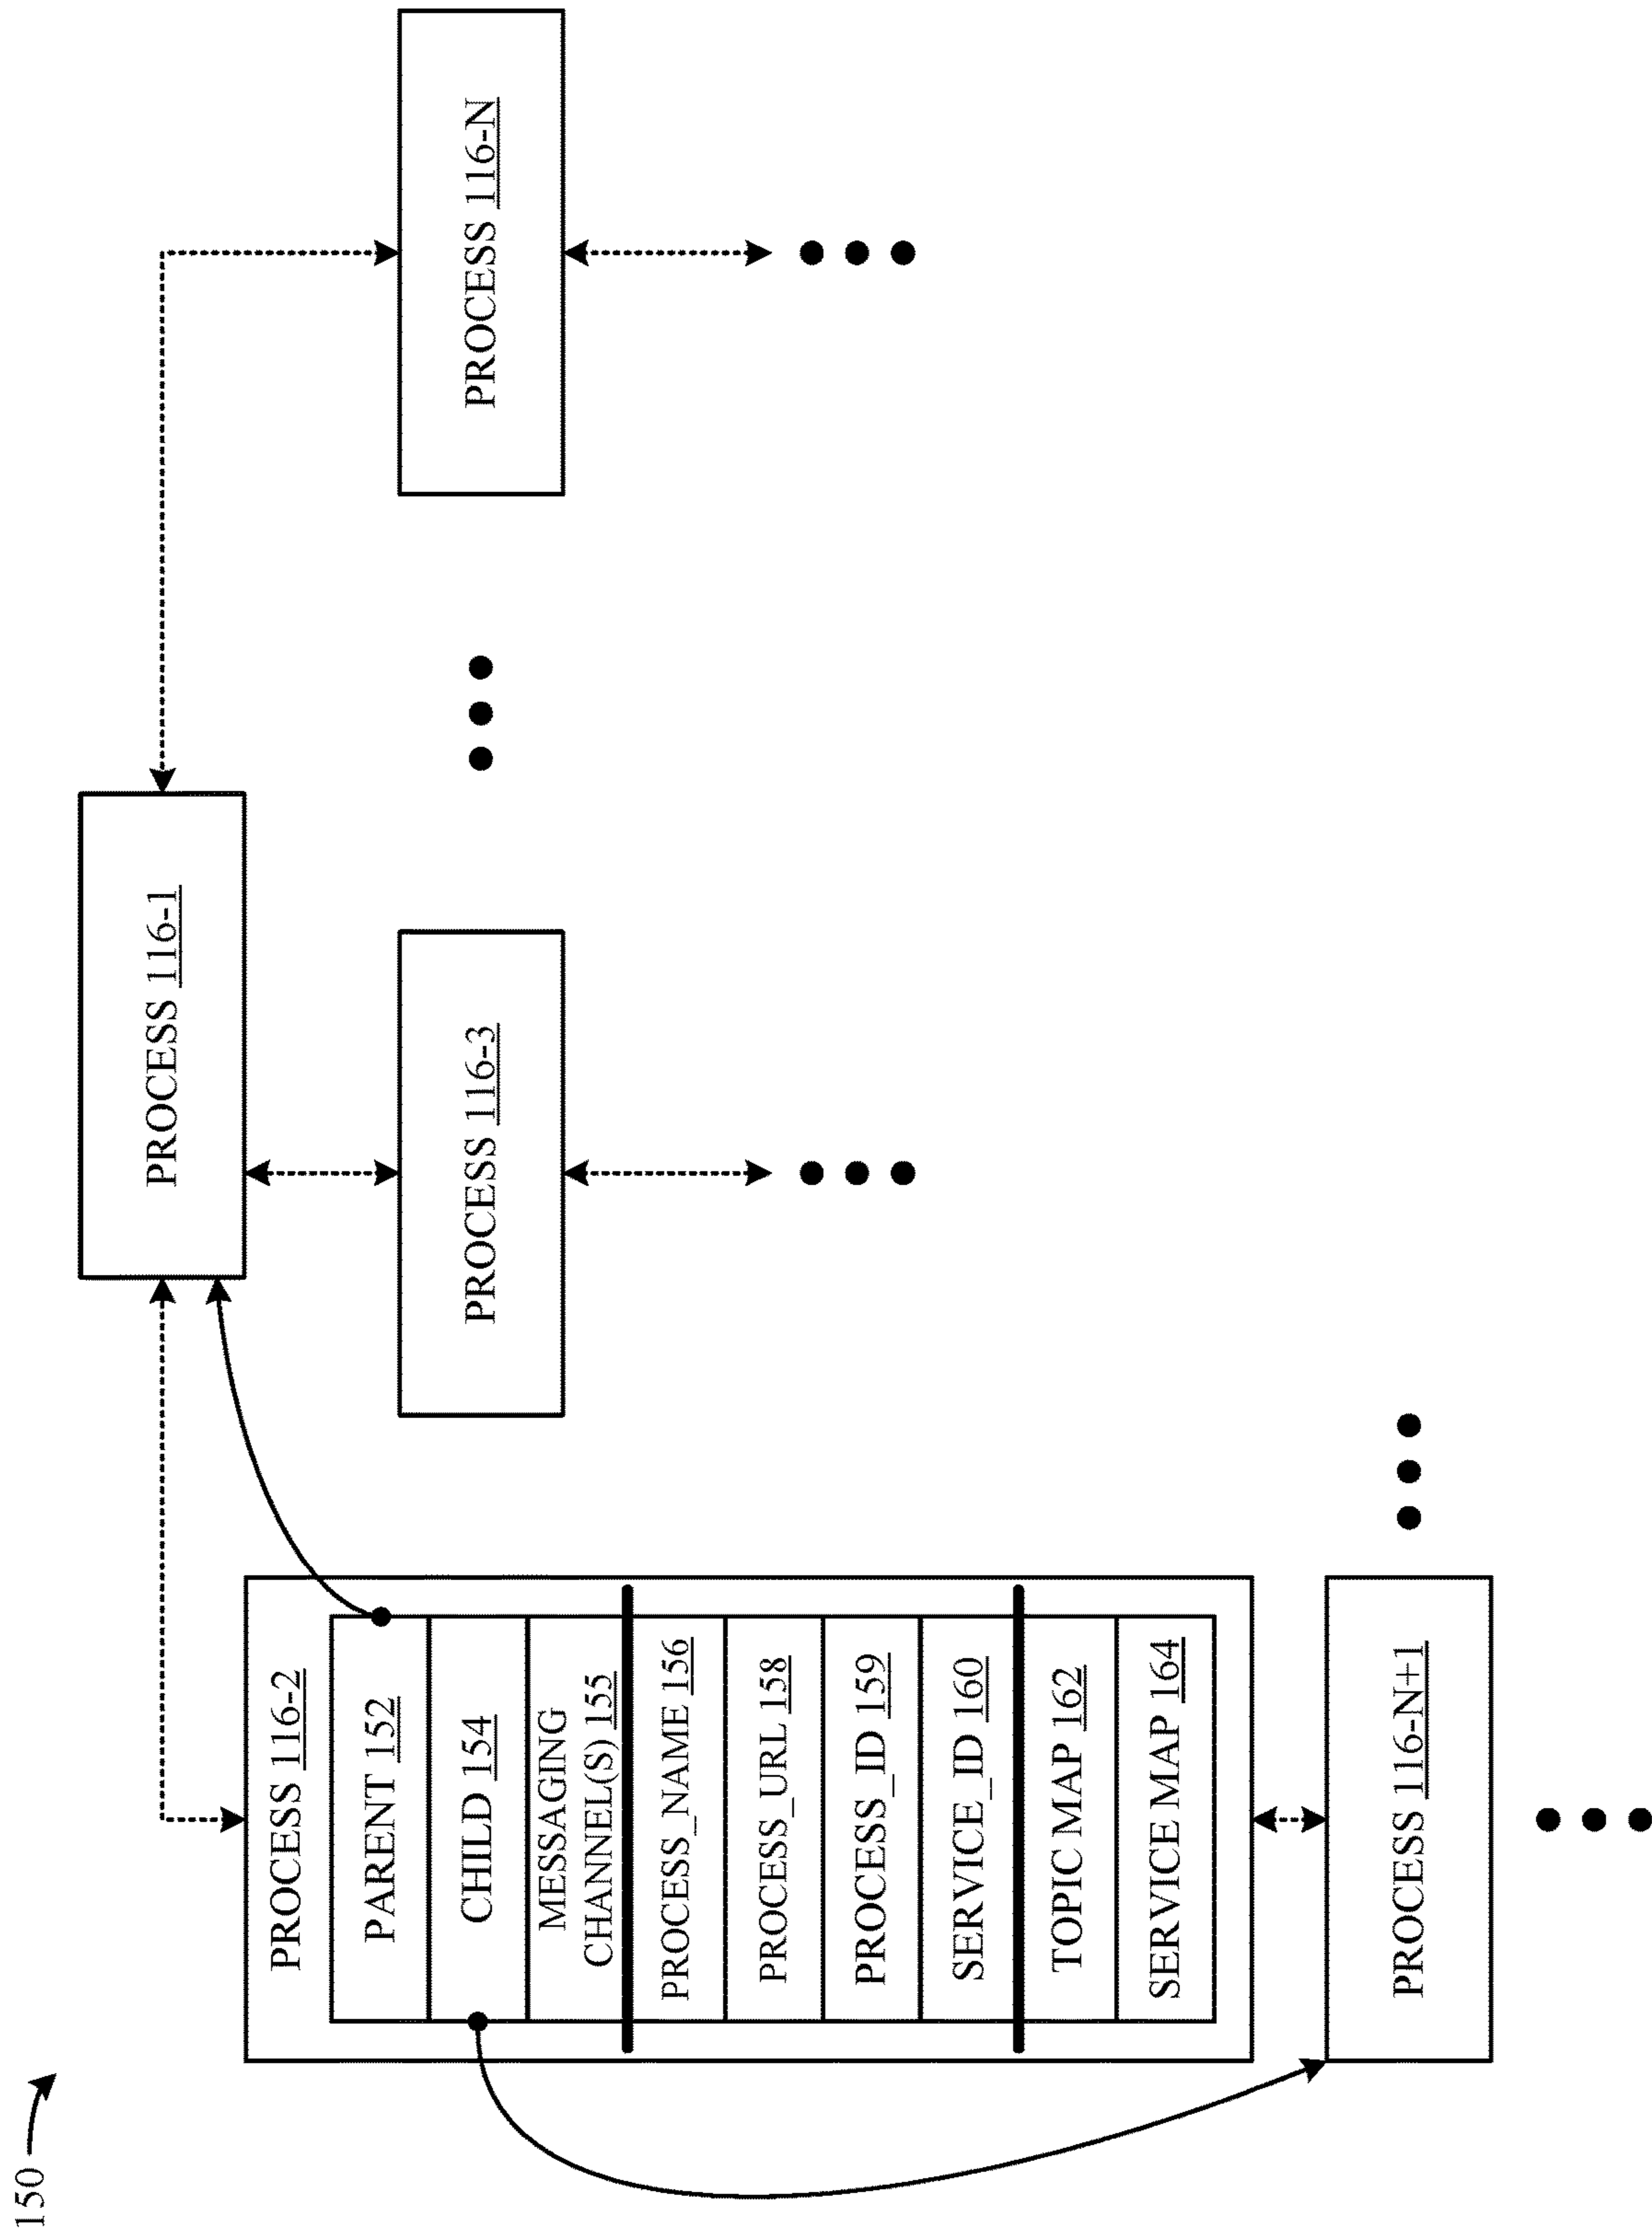 150
PROCESS 116-1
PROCESS 116-2
PARENT 152
CHILD 154
MESSAGING
CHANNEL(S) 155
PROCESS_NAME 156
PROCESS_URL 158
PROCESS_ID 159
SERVICE_ID 160
TOPIC MAP 162
SERVICE MAP 164
PROCESS 116-3
PROCESS 116-N
PROCESS 116-N+1